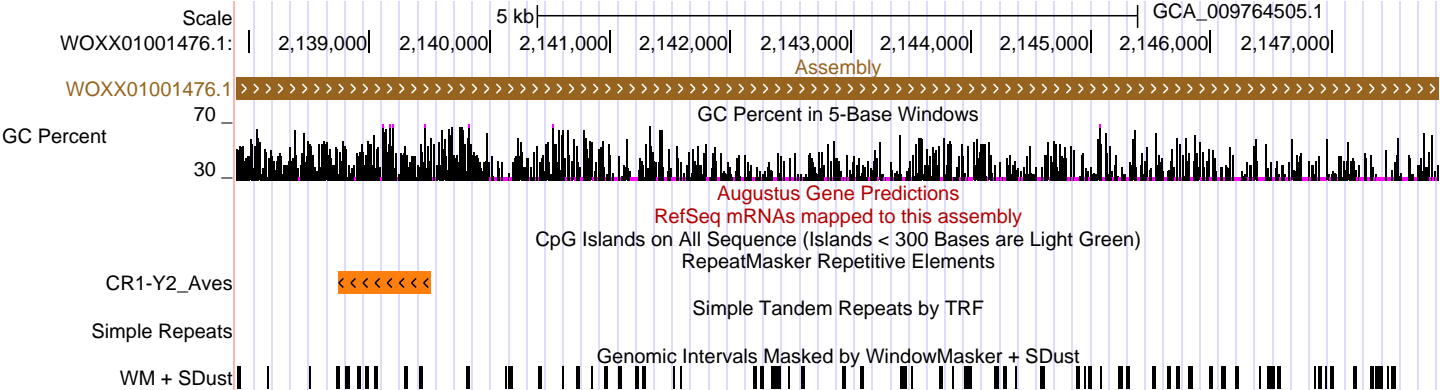 Scale 5 kb GCA_009764505.1
WOXX01001476.1: 2,139,000 2,140,000 2,141,000 2,142,000 2,143,000 2,144,000 2,145,000 2,146,000 2,147,000
Assembly
WOXX01001476.1
GC Percent in 5-Base Windows
70 _
GC Percent
30 _
Augustus Gene Predictions
RefSeq mRNAs mapped to this assembly
CpG Islands on All Sequence (Islands < 300 Bases are Light Green)
RepeatMasker Repetitive Elements
CR1-Y2_Aves
Simple Tandem Repeats by TRF
Simple Repeats
Genomic Intervals Masked by WindowMasker + SDust
WM + SDust